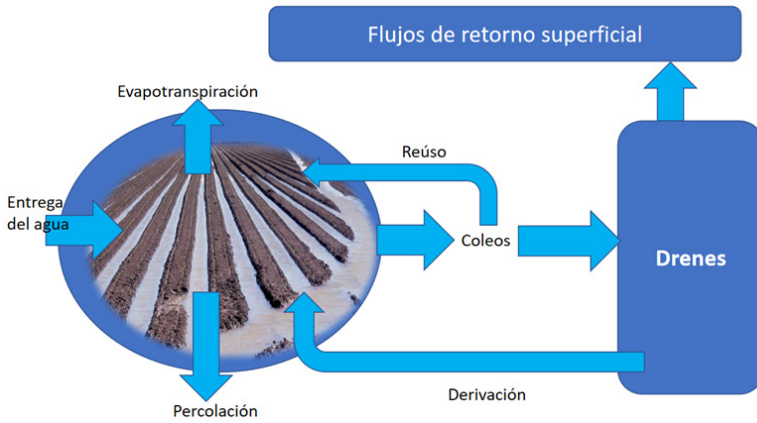 Flujos de retorno superficial
Evapotranspiración
Reúso
Entrega
del agua
Coleos
Drenes
Derivación
Percolación